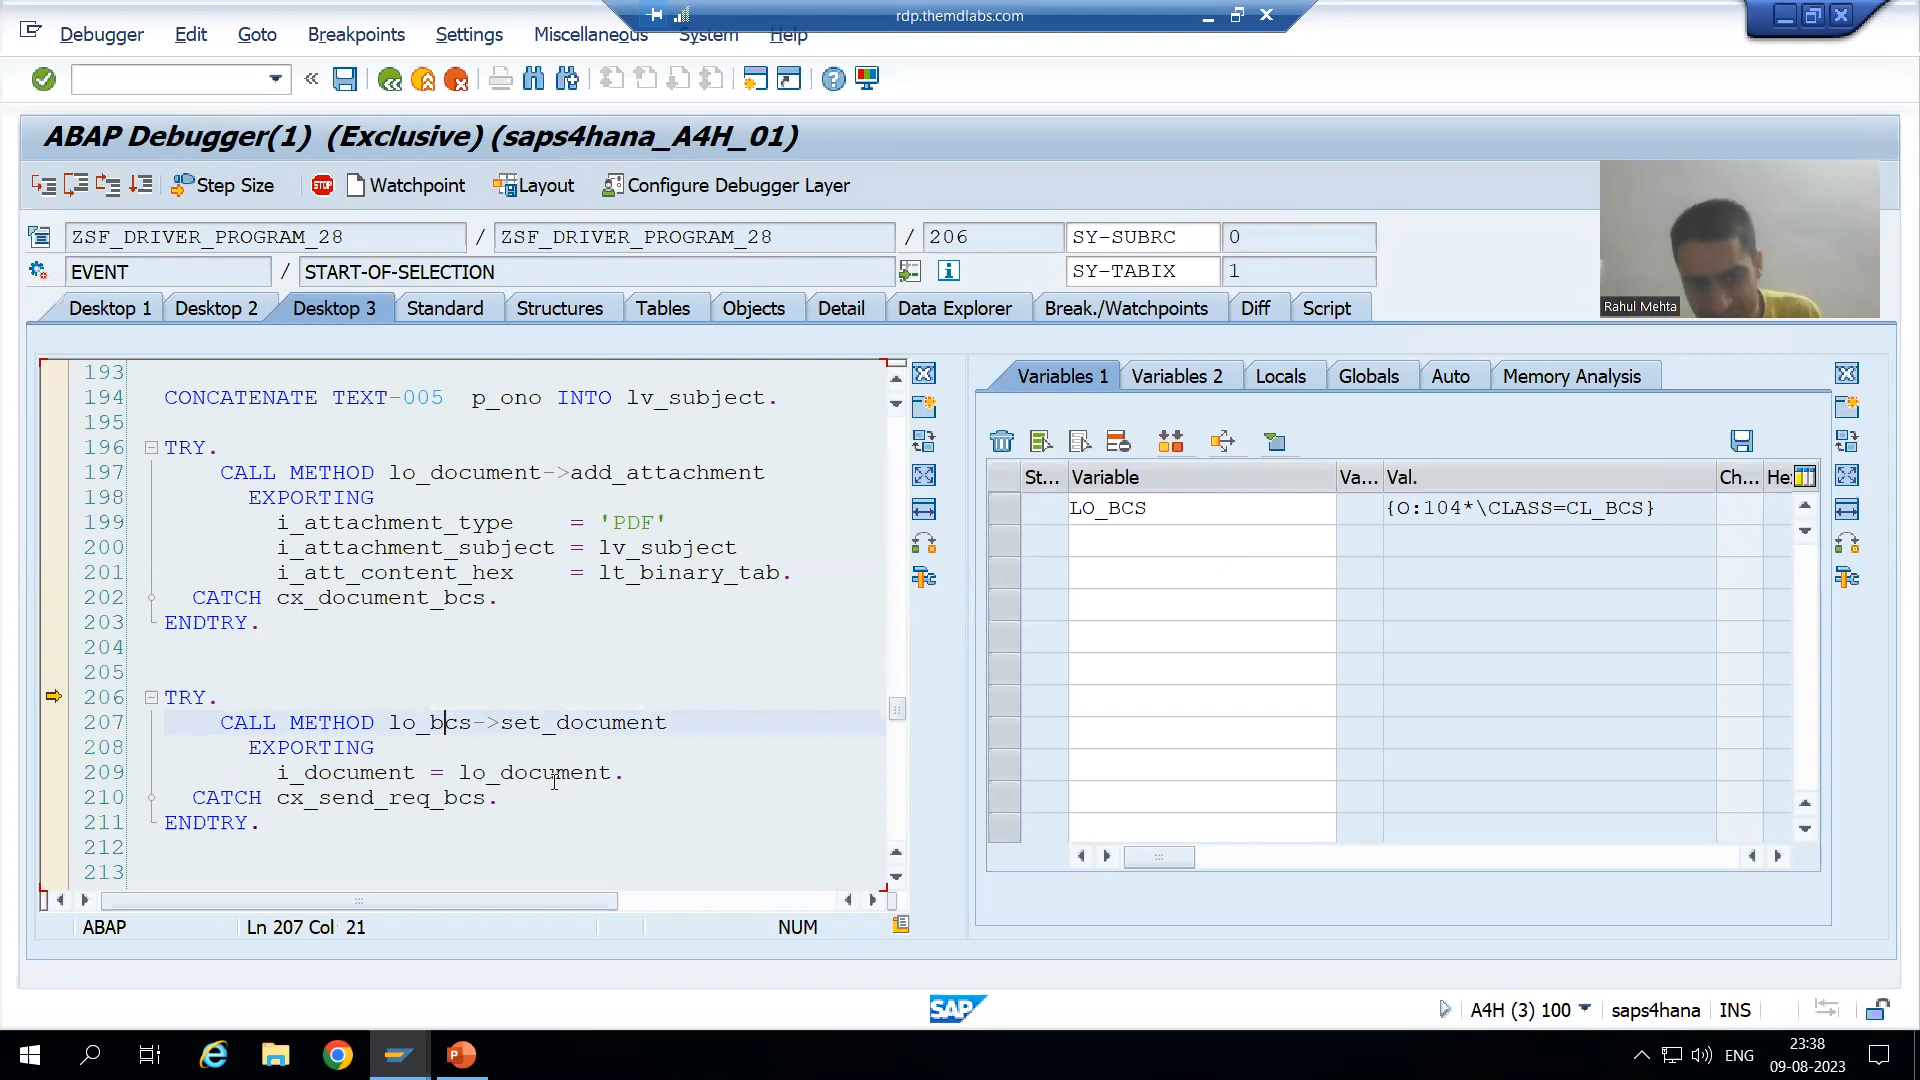 rdp.themdlabs.com
Debugger Edit Goto Breakpoints Settings Miscellaneous System Help
ABAP Debugger(1) (Exclusive) (saps4hana_A4H_01)
Step Size STOP Watchpoint Layout Configure Debugger Layer
ZSF_DRIVER_PROGRAM_28 / ZSF_DRIVER_PROGRAM_28 / 206 SY-SUBRC 0
EVENT / START-OF-SELECTION SY-TABIX 1
Rahul Mehta
Desktop 1 Desktop 2 Desktop 3 Standard Structures Tables Objects Detail Data Explorer Break./Watchpoints Diff Script
Variables 1 Variables 2 Locals Globals Auto Memory Analysis
St... Variable Va... Val. Ch... He
LO_BCS {O:104*\CLASS=CL_BCS}
193
194 CONCATENATE TEXT-005 p_ono INTO lv_subject.
195
196 TRY.
197 CALL METHOD lo_document->add_attachment
198 EXPORTING
199 i_attachment_type = 'PDF'
200 i_attachment_subject = lv_subject
201 i_att_content_hex = lt_binary_tab.
202 CATCH cx_document_bcs.
203 ENDTRY.
204
205
206 TRY.
207 CALL METHOD lo_bcs->set_document
208 EXPORTING
209 i_document = lo_document.
210 CATCH cx_send_req_bcs.
211 ENDTRY.
212
213
ABAP Ln 207 Col 21 NUM
SAP A4H (3) 100 saps4hana INS
ENG 23:38
09-08-2023